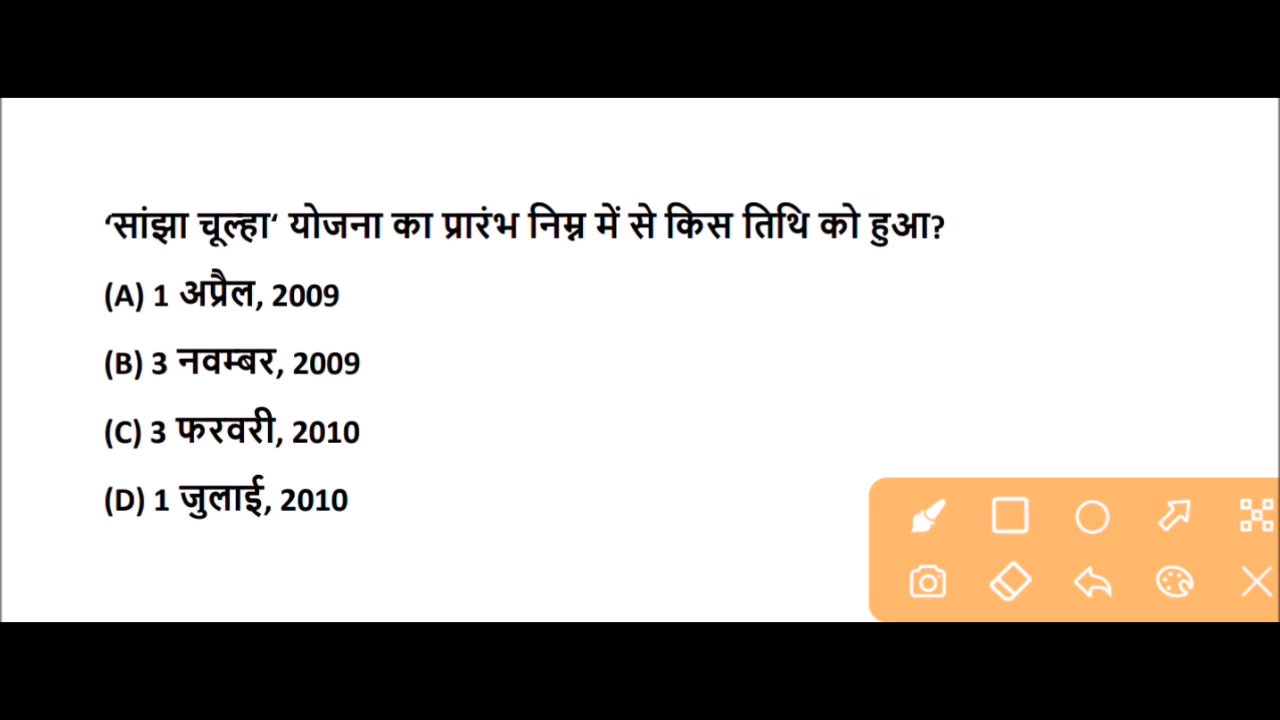 ‘सांझा चूल्हा‘ योजना का प्रारंभ निम्न में से किस तिथि को हुआ?
(A) 1 अप्रैल, 2009
(B) 3 नवम्बर, 2009
(C) 3 फरवरी, 2010
(D) 1 जुलाई, 2010